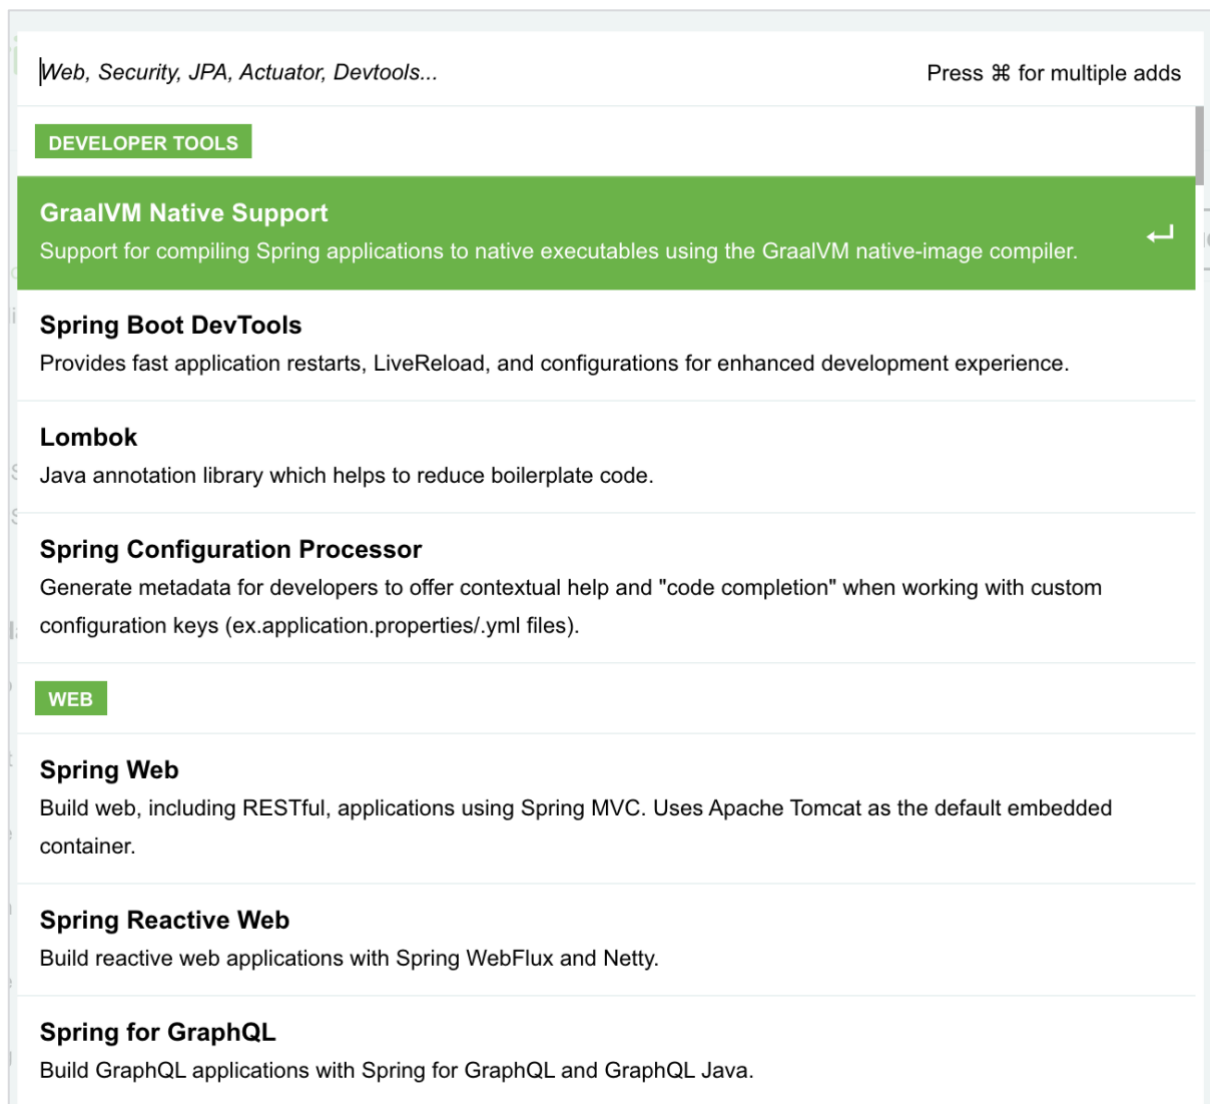 Web, Security, JPA, Actuator, Devtools...
Press ⌘ for multiple adds
DEVELOPER TOOLS
GraalVM Native Support
Support for compiling Spring applications to native executables using the GraalVM native-image compiler.
Spring Boot DevTools
Provides fast application restarts, LiveReload, and configurations for enhanced development experience.
Lombok
Java annotation library which helps to reduce boilerplate code.
Spring Configuration Processor
Generate metadata for developers to offer contextual help and "code completion" when working with custom
configuration keys (ex.application.properties/.yml files).
WEB
Spring Web
Build web, including RESTful, applications using Spring MVC. Uses Apache Tomcat as the default embedded
container.
Spring Reactive Web
Build reactive web applications with Spring WebFlux and Netty.
Spring for GraphQL
Build GraphQL applications with Spring for GraphQL and GraphQL Java.